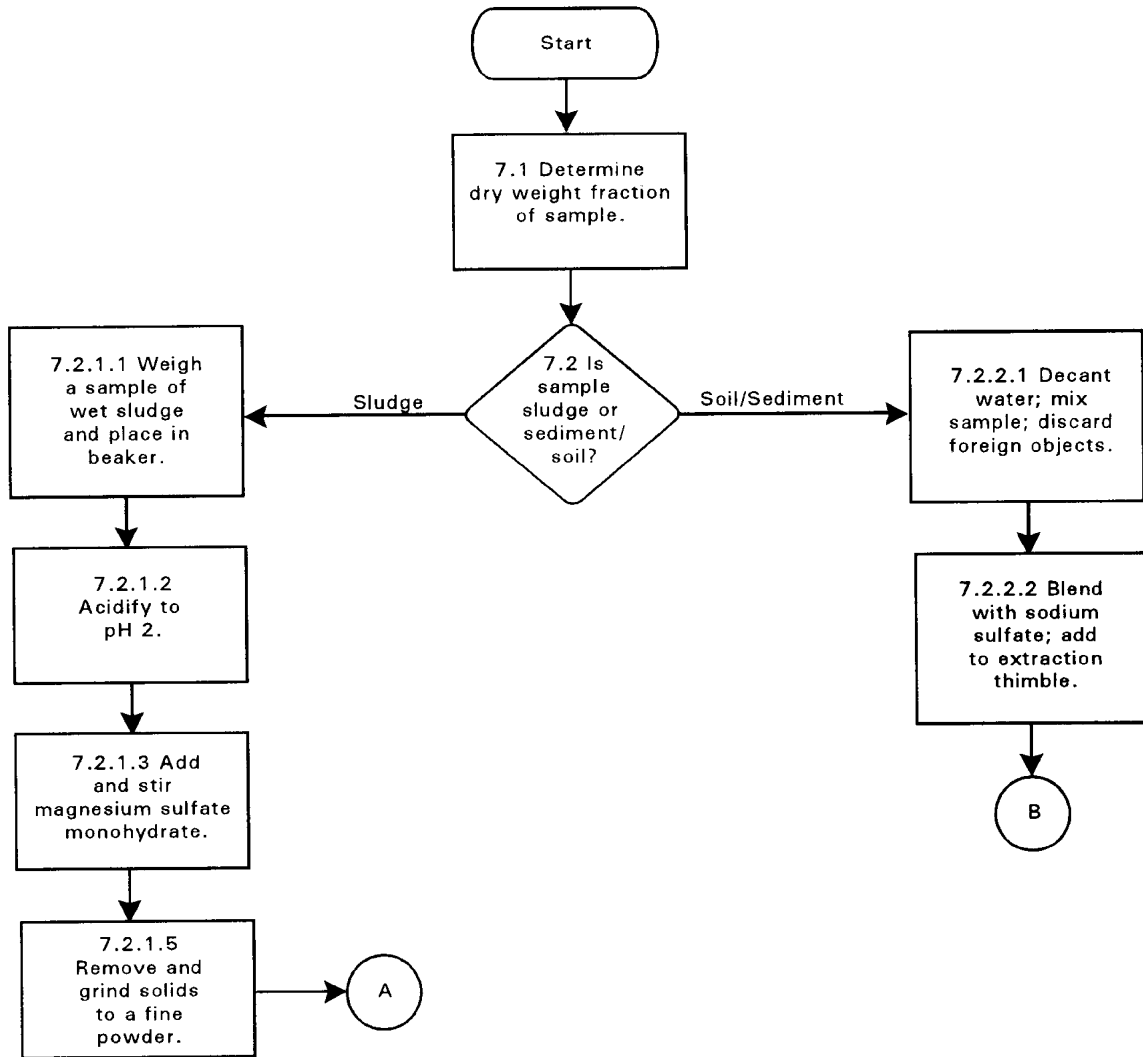 Start
7.1 Determine
dry weight fraction
of sample.
7.2 Is
sample
sludge or
sediment/
soil?
Sludge
Soil/Sediment
7.2.1.1 Weigh
a sample of
wet sludge
and place in
beaker.
7.2.1.2
Acidify to
pH 2.
7.2.1.3 Add
and stir
magnesium sulfate
monohydrate.
7.2.1.5
Remove and
grind solids
to a fine
powder.
A
7.2.2.1 Decant
water; mix
sample; discard
foreign objects.
7.2.2.2 Blend
with sodium
sulfate; add
to extraction
thimble.
B